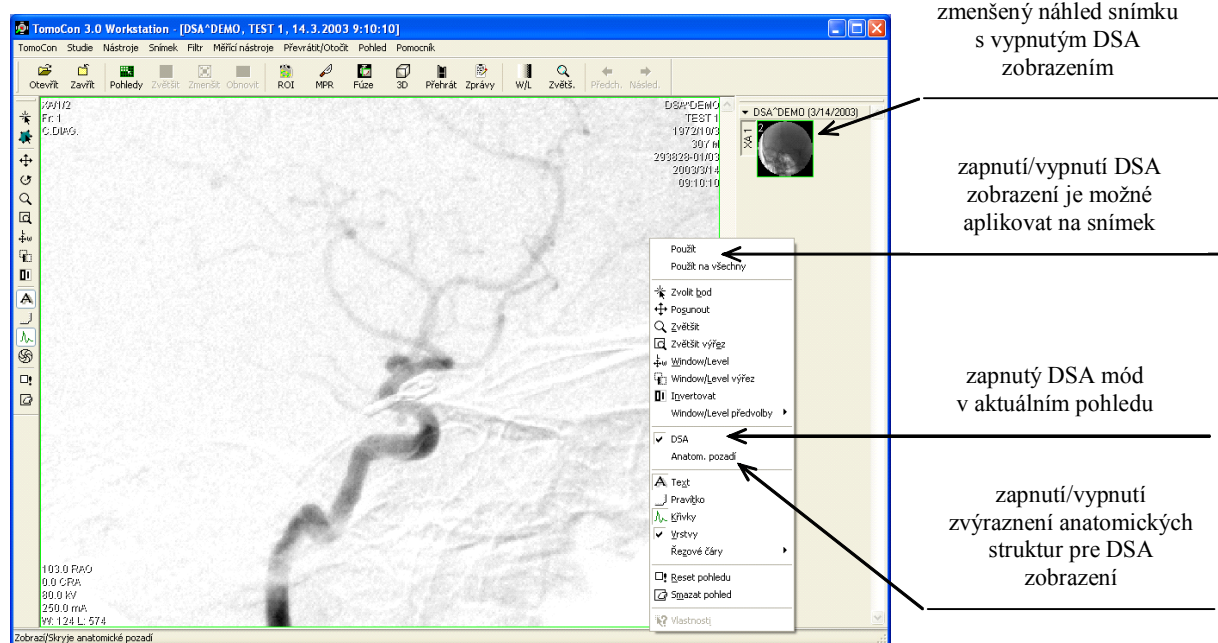 TomoCon 3.0 Workstation - [DSA^DEMO, TEST 1, 14.3.2003 9:10:10]
TomoCon Studie Nástroje Snímek Filtr Měřící nástroje Převrátit/Otočit Pohled Pomocník
Otevřít Zavřít Pohledy Zvětšit Zmenšit Obnovit ROI MPR Fúze 3D Přehrát Zprávy W/L Zvětš. Předch. Násled.
XA/1/2
Fr: 1
C.DIAG.
DSA^DEMO
TEST 1
1972/10/3
30Y M
293828-01/03
2003/3/14
09:10:10
DSA^DEMO (3/14/2003)
XA 1
2
Použít
Použít na všechny
Zvolit bod
Posunout
Zvětšit
Zvětšit výřez
Window/Level
Window/Level výřez
Invertovat
Window/Level předvolby
DSA
Anatom. pozadí
Text
Pravítko
Křivky
Vrstvy
Řezové čáry
Reset pohledu
Smazat pohled
Vlastnosti
103.0 RAO
0.0 CRA
80.0 kV
250.0 mA
W: 124 L: 574
Zobrazí/Skryje anatomické pozadí
zmenšený náhled snímku
s vypnutým DSA
zobrazením
zapnutí/vypnutí DSA
zobrazení je možné
aplikovat na snímek
zapnutý DSA mód
v aktuálním pohledu
zapnutí/vypnutí
zvýraznení anatomických
struktur pre DSA
zobrazení